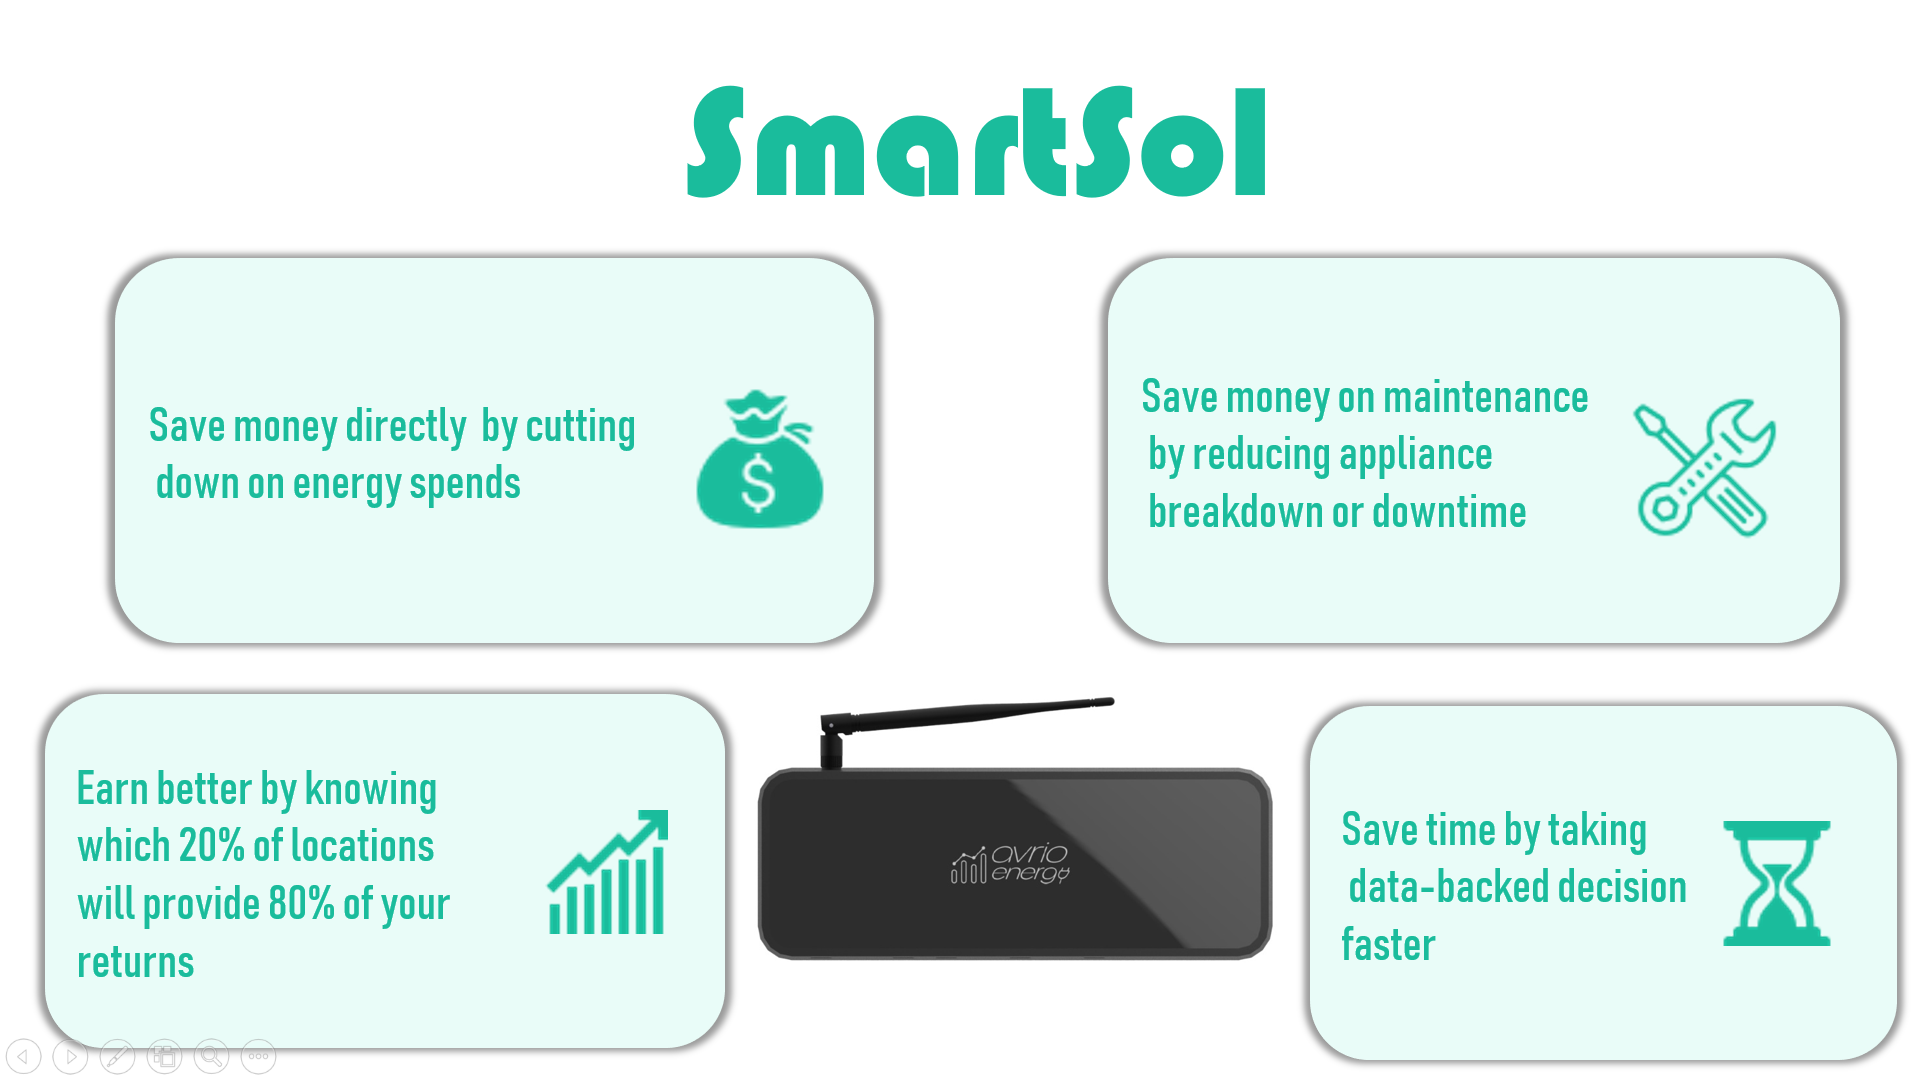 SmartSol
Save money directly by cutting
down on energy spends
$
Save money on maintenance
by reducing appliance
breakdown or downtime
Earn better by knowing
which 20% of locations
will provide 80% of your
returns
avrio
energy
Save time by taking
data-backed decision
faster